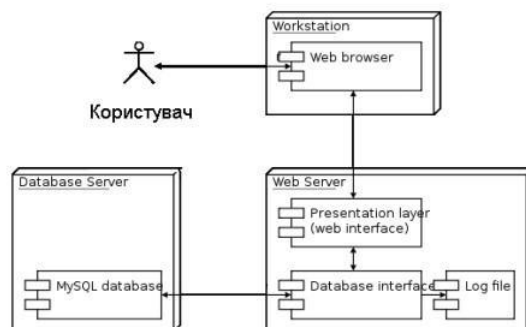 Workstation
Web browser
Користувач
Database Server
Web Server
Presentation layer
(web interface)
MySQL database
Database interface
Log file